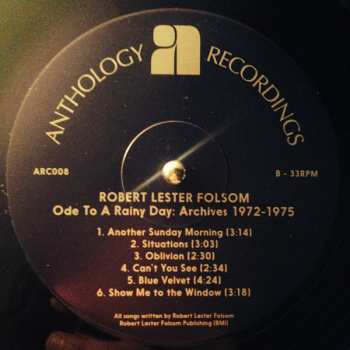 ANTHOLOGY a RECORDINGS
ARC008
B - 33RPM
ROBERT LESTER FOLSOM
Ode To A Rainy Day: Archives 1972-1975
1. Another Sunday Morning (3:14)
2. Situations (3:03)
3. Oblivion (2:30)
4. Can't You See (2:34)
5. Blue Velvet (4:24)
6. Show Me to the Window (3:18)
All songs written by Robert Lester Folsom
Robert Lester Folsom Publishing (BMI)